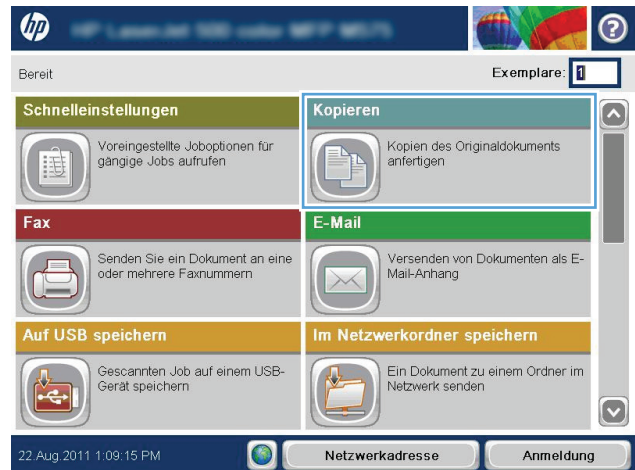 hp
Bereit
Exemplare: 1
Schnelleinstellungen
Voreingestellte Joboptionen für
gängige Jobs aufrufen
Kopieren
Kopien des Originaldokuments
anfertigen
Fax
Senden Sie ein Dokument an eine
oder mehrere Faxnummern
E-Mail
Versenden von Dokumenten als E-
Mail-Anhang
Auf USB speichern
Gescannten Job auf einem USB-
Gerät speichern
Im Netzwerkordner speichern
Ein Dokument zu einem Ordner im
Netzwerk senden
22.Aug.2011 1:09:15 PM
Netzwerkadresse
Anmeldung